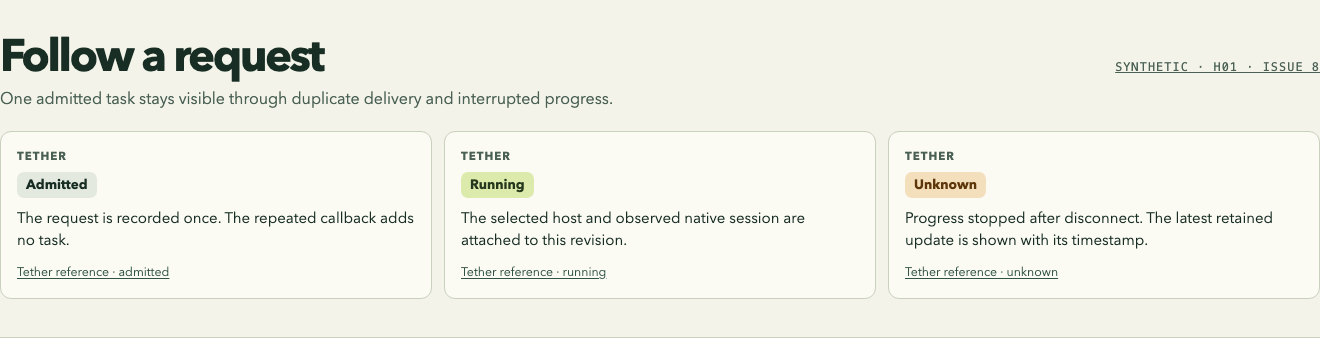 Follow a request
SYNTHETIC · H01 · ISSUE 8
One admitted task stays visible through duplicate delivery and interrupted progress.
TETHER
Admitted
The request is recorded once. The repeated callback adds
no task.
Tether reference · admitted
TETHER
Running
The selected host and observed native session are
attached to this revision.
Tether reference · running
TETHER
Unknown
Progress stopped after disconnect. The latest retained
update is shown with its timestamp.
Tether reference · unknown